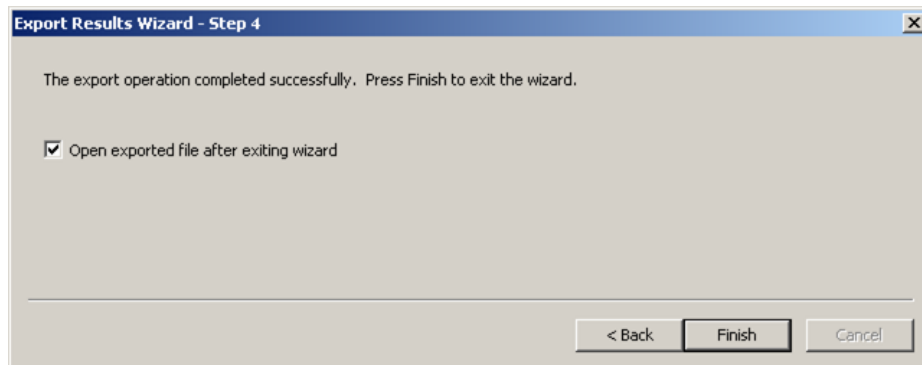 Export Results Wizard - Step 4
The export operation completed successfully. Press Finish to exit the wizard.
Open exported file after exiting wizard
< Back Finish Cancel